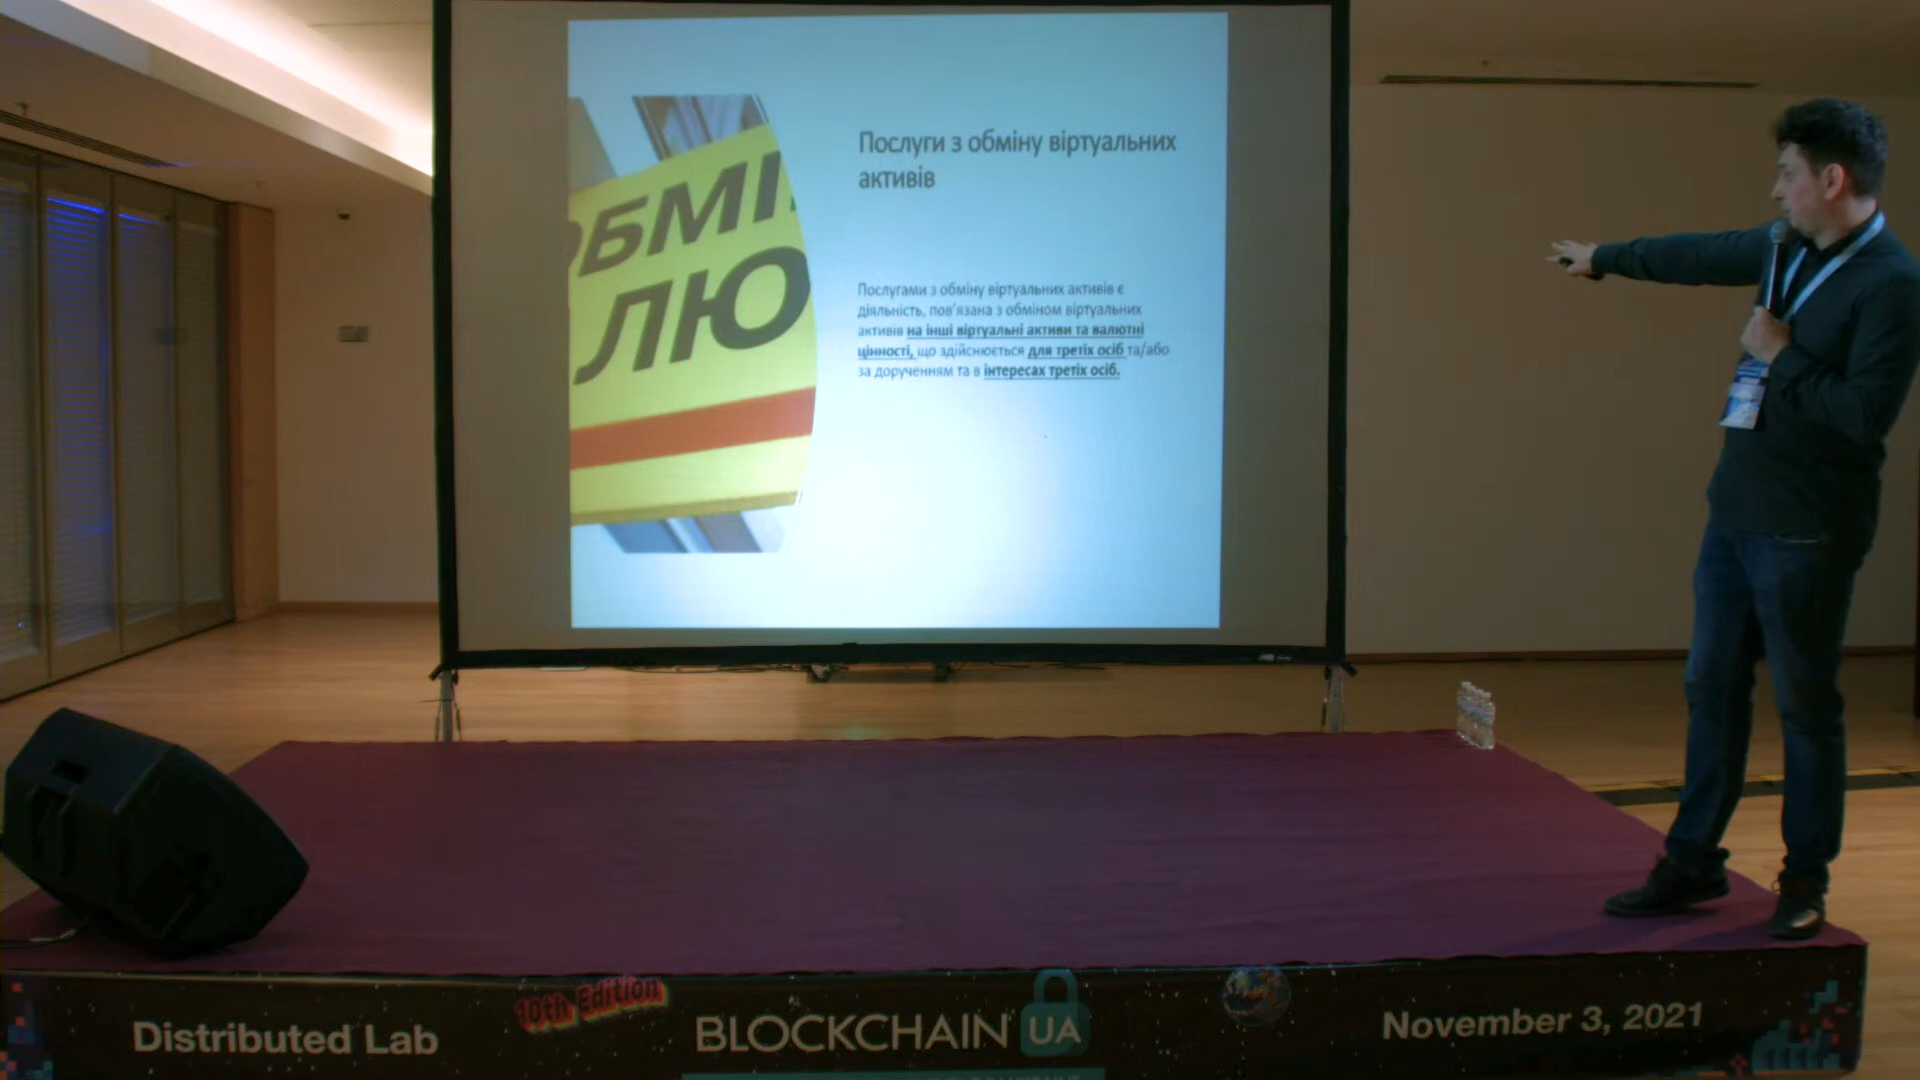 ОБМІ
ЛЮ
Послуги з обміну віртуальних
активів
Послугами з обміну віртуальних активів є
діяльність, пов'язана з обміном віртуальних
активів на інші віртуальні активи та валютні
цінності, що здійснюється для третіх осіб та/або
за дорученням та в інтересах третіх осіб.
10th Edition
Distributed Lab
BLOCKCHAIN UA
November 3, 2021